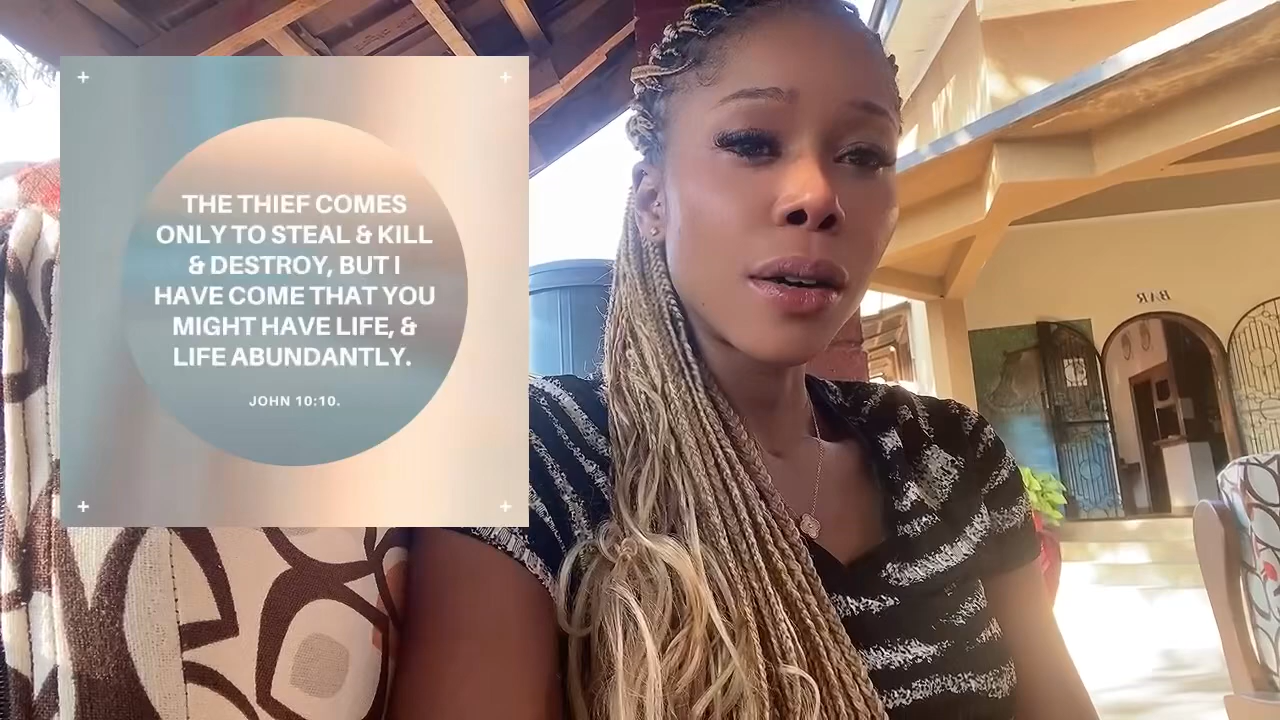 THE THIEF COMES
ONLY TO STEAL & KILL
& DESTROY, BUT I
HAVE COME THAT YOU
MIGHT HAVE LIFE, &
LIFE ABUNDANTLY.
JOHN 10:10.
BAR